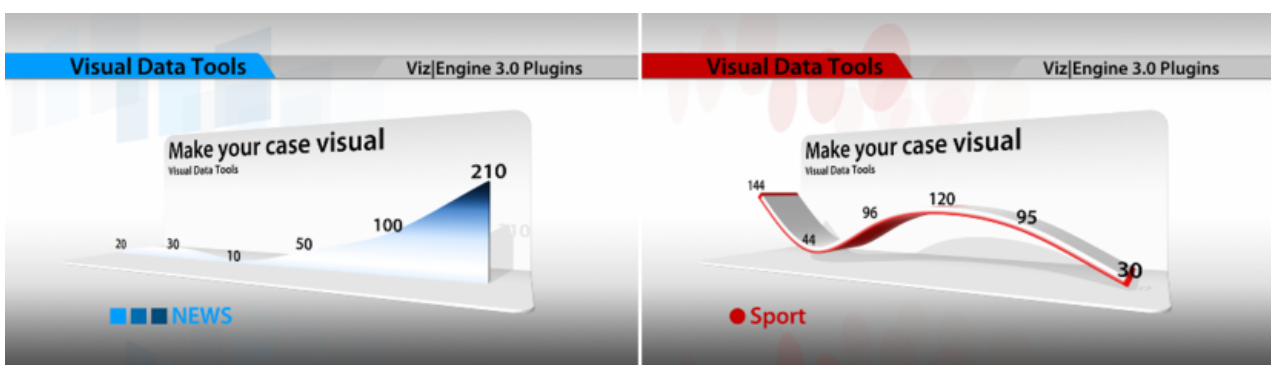 Visual Data Tools
Viz|Engine 3.0 Plugins
Make your case visual
Visual Data Tools
210
100
50
20
30
10
NEWS
Visual Data Tools
Viz|Engine 3.0 Plugins
Make your case visual
Visual Data Tools
144
120
96
95
44
30
Sport